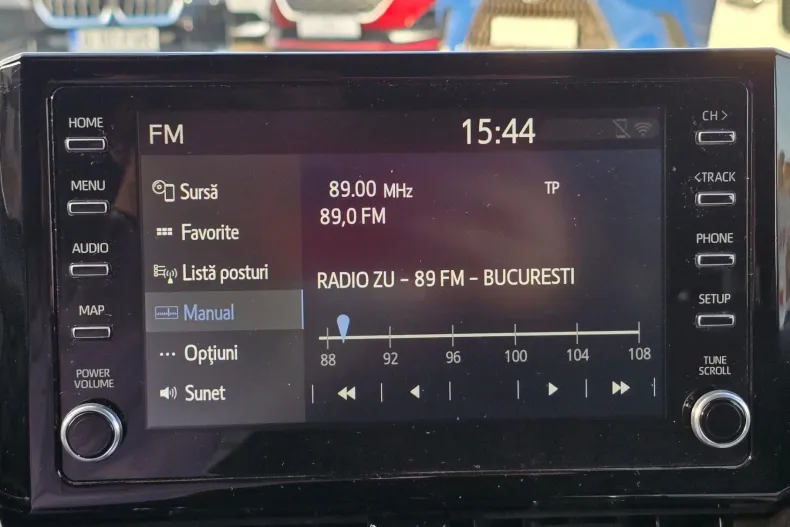 HOME
MENU
AUDIO
MAP
POWER
VOLUME
FM
15:44
Sursă
Favorite
Listă posturi
Manual
Opţiuni
Sunet
89.00 MHz
TP
89,0 FM
RADIO ZU – 89 FM – BUCURESTI
88 92 96 100 104 108
CH >
<TRACK
PHONE
SETUP
TUNE
SCROLL